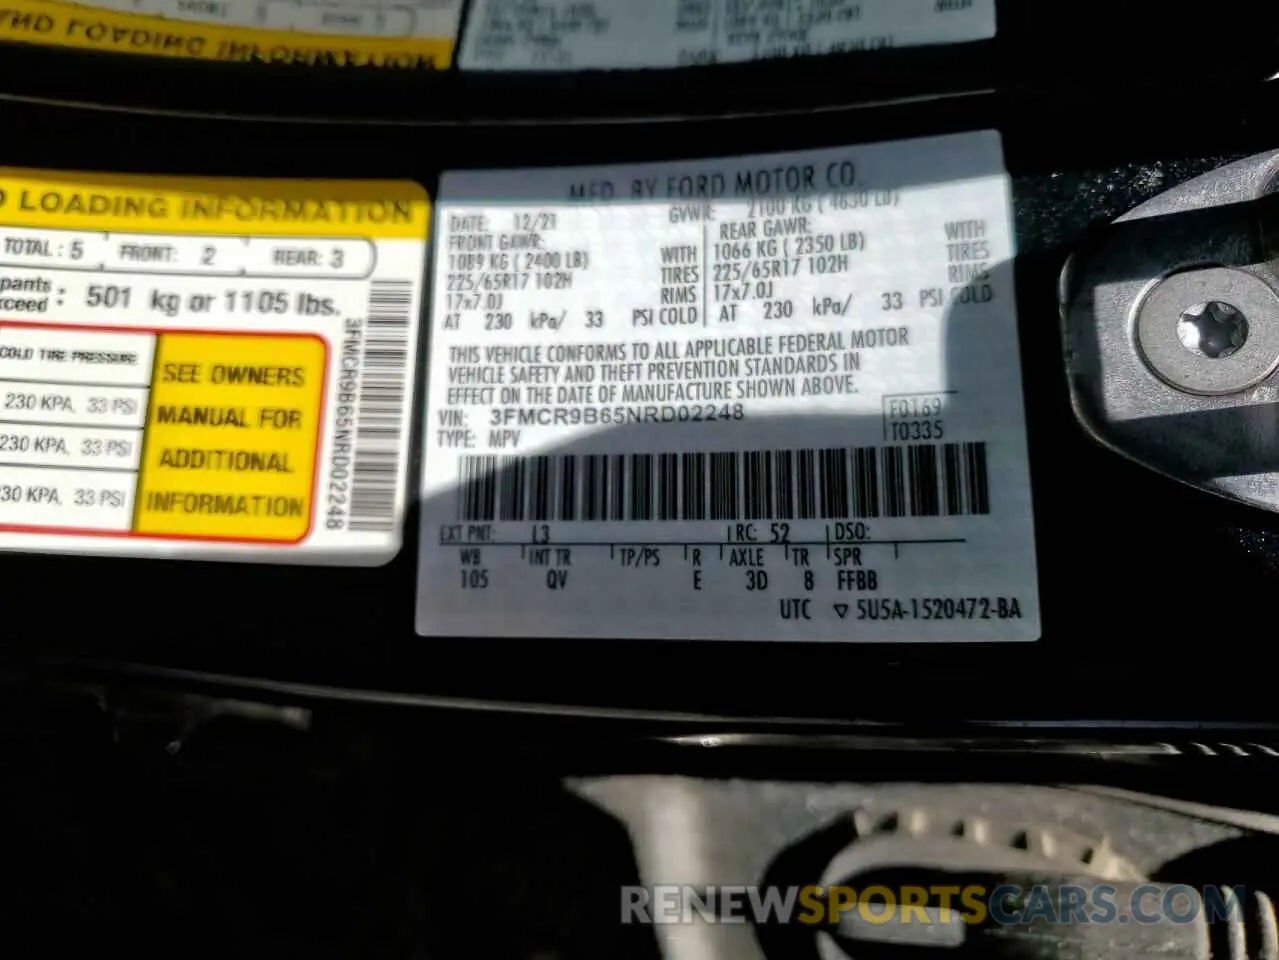 D LOADING INFORMATION
TOTAL: 5 FRONT: 2 REAR: 3
pants
xceed : 501 kg or 1105 lbs.
COLD TIRE PRESSURE
230 KPA, 33 PSI
230 KPA, 33 PSI
30 KPA, 33 PSI
SEE OWNERS
MANUAL FOR
ADDITIONAL
INFORMATION
3FMCR9B65NRD02248
MFD. BY FORD MOTOR CO.
DATE: 12/21 GVWR: 2100 KG ( 4630 LB)
FRONT GAWR:
1089 KG ( 2400 LB) WITH
225/65R17 102H TIRES
17x7.0J RIMS
AT 230 kPa/ 33 PSI COLD
REAR GAWR:
1066 KG ( 2350 LB) WITH
225/65R17 102H TIRES
17x7.0J RIMS
AT 230 kPa/ 33 PSI COLD
THIS VEHICLE CONFORMS TO ALL APPLICABLE FEDERAL MOTOR
VEHICLE SAFETY AND THEFT PREVENTION STANDARDS IN
EFFECT ON THE DATE OF MANUFACTURE SHOWN ABOVE.
VIN: 3FMCR9B65NRD02248
TYPE: MPV
F0169
T0335
EXT PNT: L3 RC: 52 DSO:
WB INT TR TP/PS R AXLE TR SPR
105 QV E 3D 8 FFBB
UTC ▽ 5U5A-1520472-BA
RENEWSPORTSCARS.COM